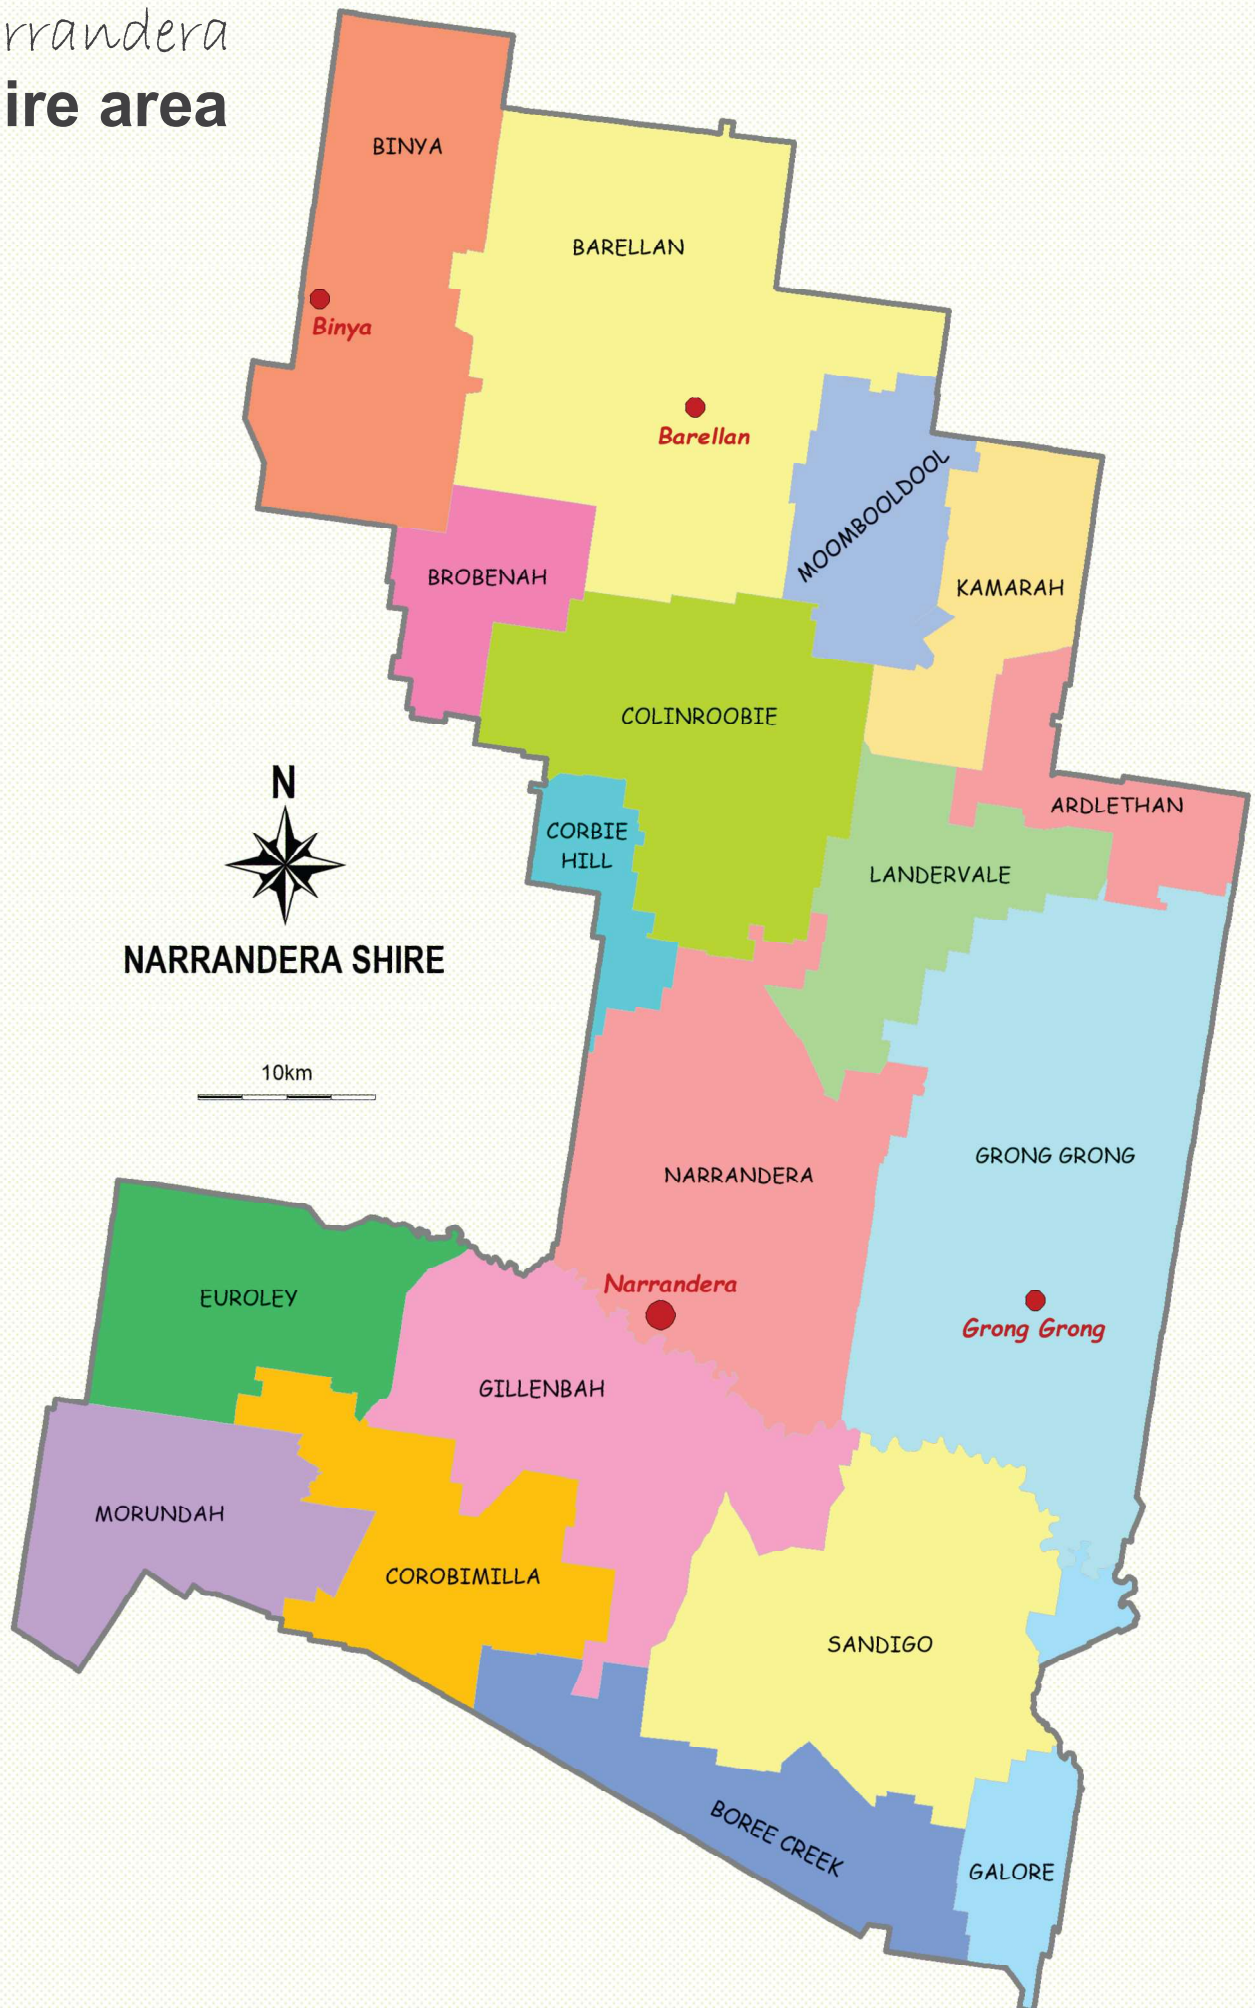 rrandera
ire area
BINYA
BARELLAN
Binya
Barellan
MOOMBOOLDOOL
BROBENAH
KAMARAH
COLINROOBIE
N
ARDLETHAN
CORBIE
HILL
LANDERVALE
NARRANDERA SHIRE
10km
GRONG GRONG
NARRANDERA
Narrandera
EUROLEY
Grong Grong
GILLENBAH
MORUNDAH
COROBIMILLA
SANDIGO
BOREE CREEK
GALORE